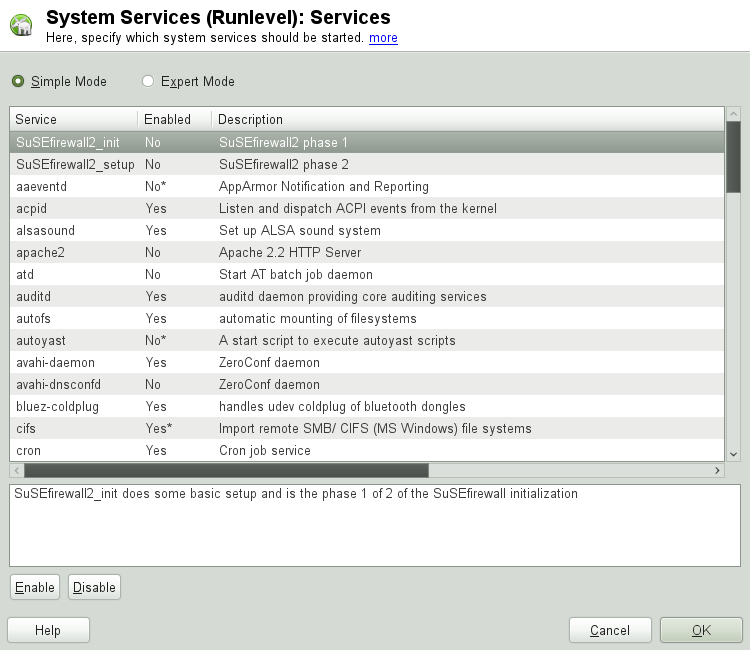 System Services (Runlevel): Services
Here, specify which system services should be started. more
Simple Mode Expert Mode
Service Enabled Description
SuSEfirewall2_init No SuSEfirewall2 phase 1
SuSEfirewall2_setup No SuSEfirewall2 phase 2
aaeventd No* AppArmor Notification and Reporting
acpid Yes Listen and dispatch ACPI events from the kernel
alsasound Yes Set up ALSA sound system
apache2 No Apache 2.2 HTTP Server
atd No Start AT batch job daemon
auditd Yes auditd daemon providing core auditing services
autofs Yes automatic mounting of filesystems
autoyast No* A start script to execute autoyast scripts
avahi-daemon Yes ZeroConf daemon
avahi-dnsconfd No ZeroConf daemon
bluez-coldplug Yes handles udev coldplug of bluetooth dongles
cifs Yes* Import remote SMB/ CIFS (MS Windows) file systems
cron Yes Cron job service
SuSEfirewall2_init does some basic setup and is the phase 1 of 2 of the SuSEfirewall initialization
Enable Disable
Help Cancel OK